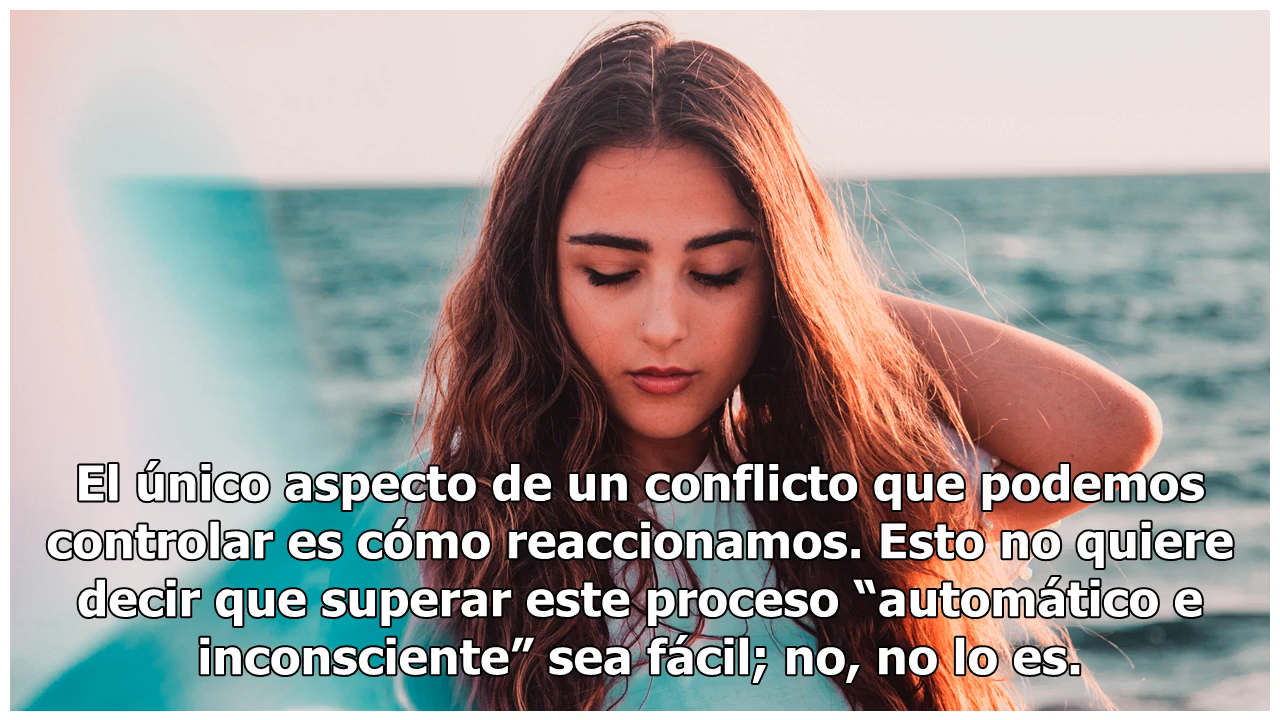 El único aspecto de un conflicto que podemos
controlar es cómo reaccionamos. Esto no quiere
decir que superar este proceso “automático e
inconsciente” sea fácil; no, no lo es.